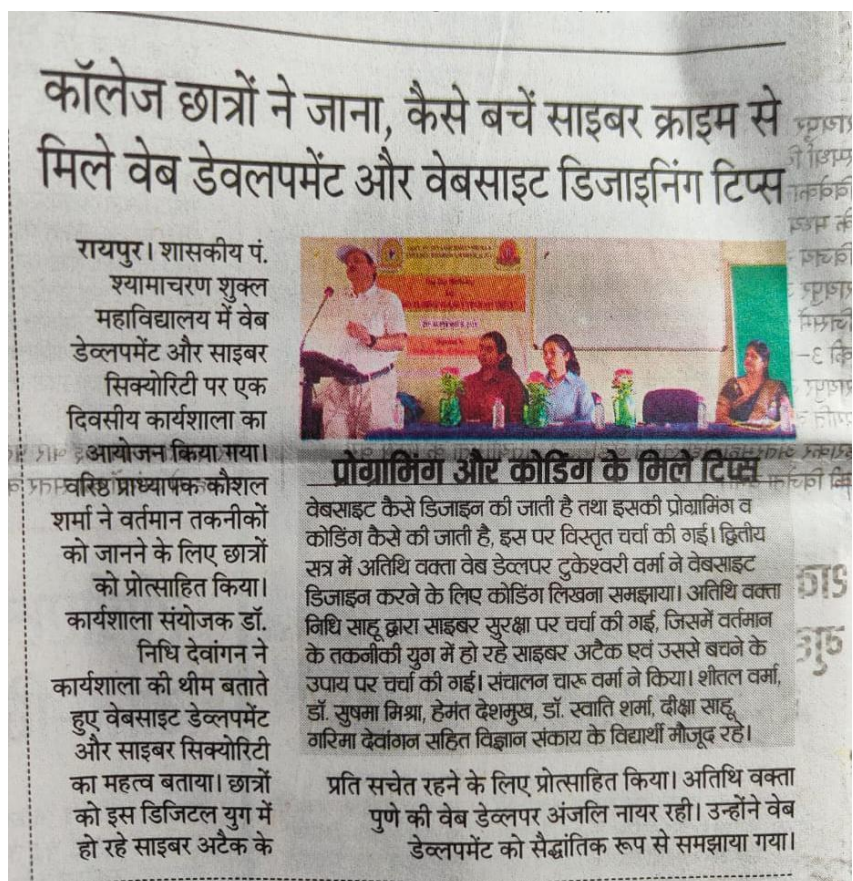 कॉलेज छात्रों ने जाना, कैसे बचें साइबर क्राइम से
मिले वेब डेवलपमेंट और वेबसाइट डिजाइनिंग टिप्स
रायपुर। शासकीय पं.
श्यामाचरण शुक्ल
महाविद्यालय में वेब
डेव्लपमेंट और साइबर
सिक्योरिटी पर एक
दिवसीय कार्यशाला का
आयोजन किया गया।
वरिष्ठ प्राध्यापक कौशल
शर्मा ने वर्तमान तकनीकों
को जानने के लिए छात्रों
को प्रोत्साहित किया।
कार्यशाला संयोजक डॉ.
निधि देवांगन ने
कार्यशाला की थीम बताते
हुए वेबसाइट डेव्लपमेंट
और साइबर सिक्योरिटी
का महत्व बताया। छात्रों
को इस डिजिटल युग में
हो रहे साइबर अटैक के
प्रति सचेत रहने के लिए प्रोत्साहित किया। अतिथि वक्ता
पुणे की वेब डेव्लपर अंजलि नायर रही। उन्होंने वेब
डेव्लपमेंट को सैद्धांतिक रूप से समझाया गया।
प्रोग्रामिंग और कोडिंग के मिले टिप्स
वेबसाइट कैसे डिजाइन की जाती है तथा इसकी प्रोग्रामिंग व
कोडिंग कैसे की जाती है, इस पर विस्तृत चर्चा की गई। द्वितीय
सत्र में अतिथि वक्ता वेब डेव्लपर टुकेश्वरी वर्मा ने वेबसाइट
डिजाइन करने के लिए कोडिंग लिखना समझाया। अतिथि वक्ता
निधि साहू द्वारा साइबर सुरक्षा पर चर्चा की गई, जिसमें वर्तमान
के तकनीकी युग में हो रहे साइबर अटैक एवं उससे बचने के
उपाय पर चर्चा की गई। संचालन चारू वर्मा ने किया। शीतल वर्मा,
डॉ. सुषमा मिश्रा, हेमंत देशमुख, डॉ. स्वाति शर्मा, दीक्षा साहू,
गरिमा देवांगन सहित विज्ञान संकाय के विद्यार्थी मौजूद रहे।